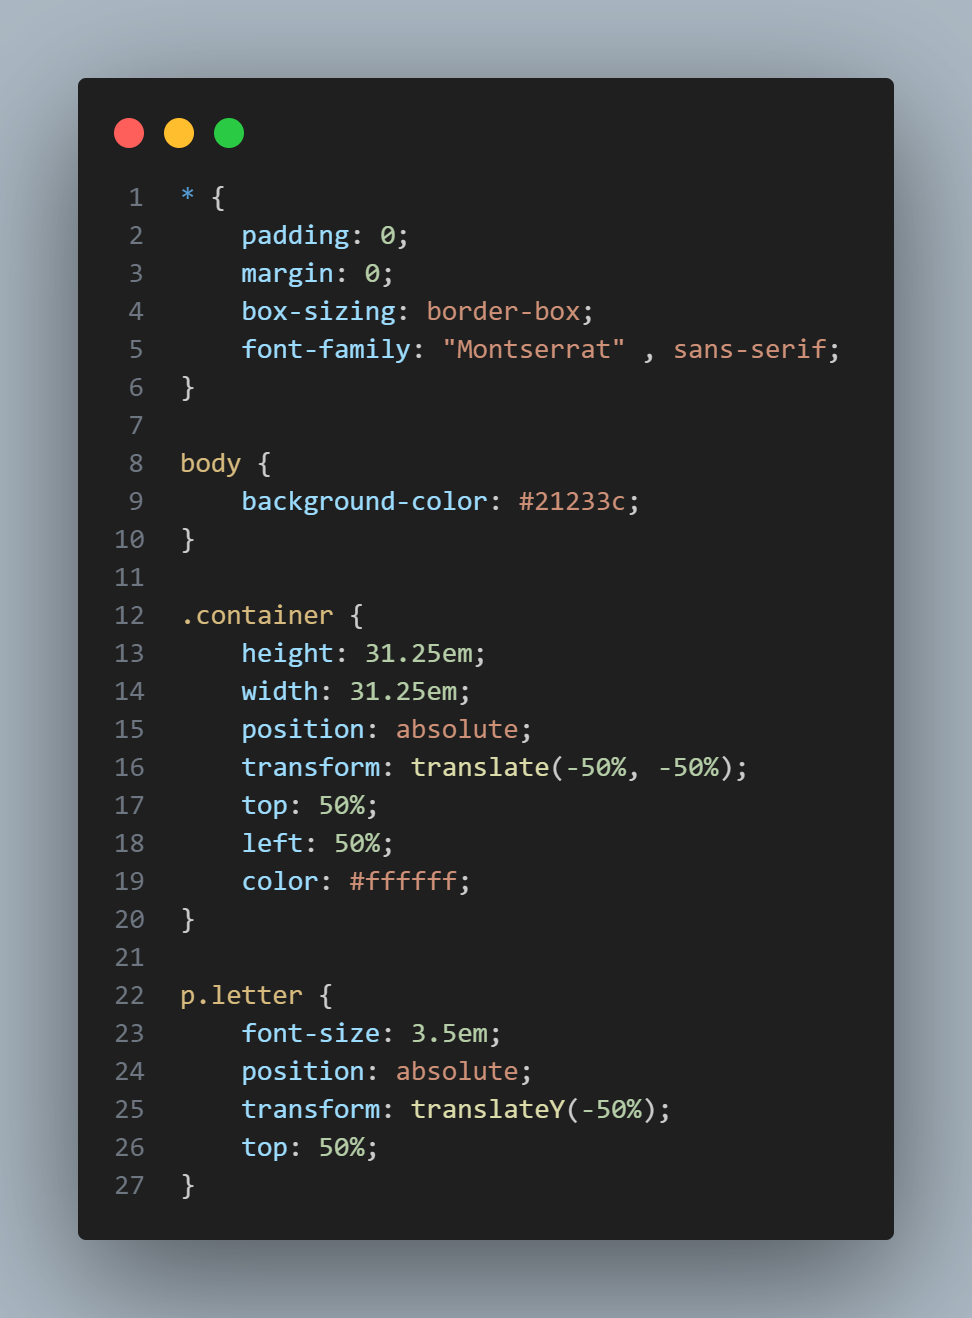 1 * {
2     padding: 0;
3     margin: 0;
4     box-sizing: border-box;
5     font-family: "Montserrat" , sans-serif;
6 }
7
8 body {
9     background-color: #21233c;
10 }
11
12 .container {
13     height: 31.25em;
14     width: 31.25em;
15     position: absolute;
16     transform: translate(-50%, -50%);
17     top: 50%;
18     left: 50%;
19     color: #ffffff;
20 }
21
22 p.letter {
23     font-size: 3.5em;
24     position: absolute;
25     transform: translateY(-50%);
26     top: 50%;
27 }